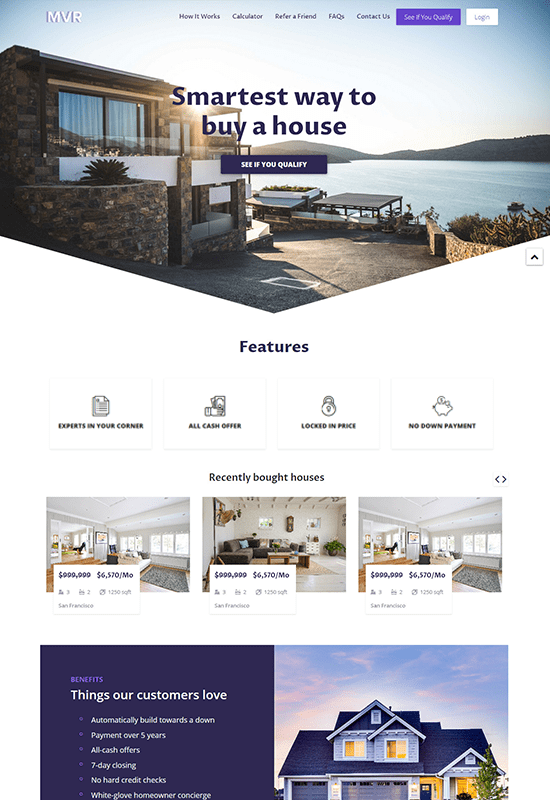 MVR
How It Works
Calculator
Refer a Friend
FAQs
Contact Us
See If You Qualify
Login
Smartest way to
buy a house
SEE IF YOU QUALIFY
Features
EXPERTS IN YOUR CORNER
ALL CASH OFFER
LOCKED IN PRICE
NO DOWN PAYMENT
Recently bought houses
$999,999 $6,570/Mo
3 2 1250 sqft
San Francisco
$999,999 $6,570/Mo
3 2 1250 sqft
San Francisco
$999,999 $6,570/Mo
3 2 1250 sqft
San Francisco
BENEFITS
Things our customers love
Automatically build towards a down
Payment over 5 years
All-cash offers
7-day closing
No hard credit checks
White-glove homeowner concierge